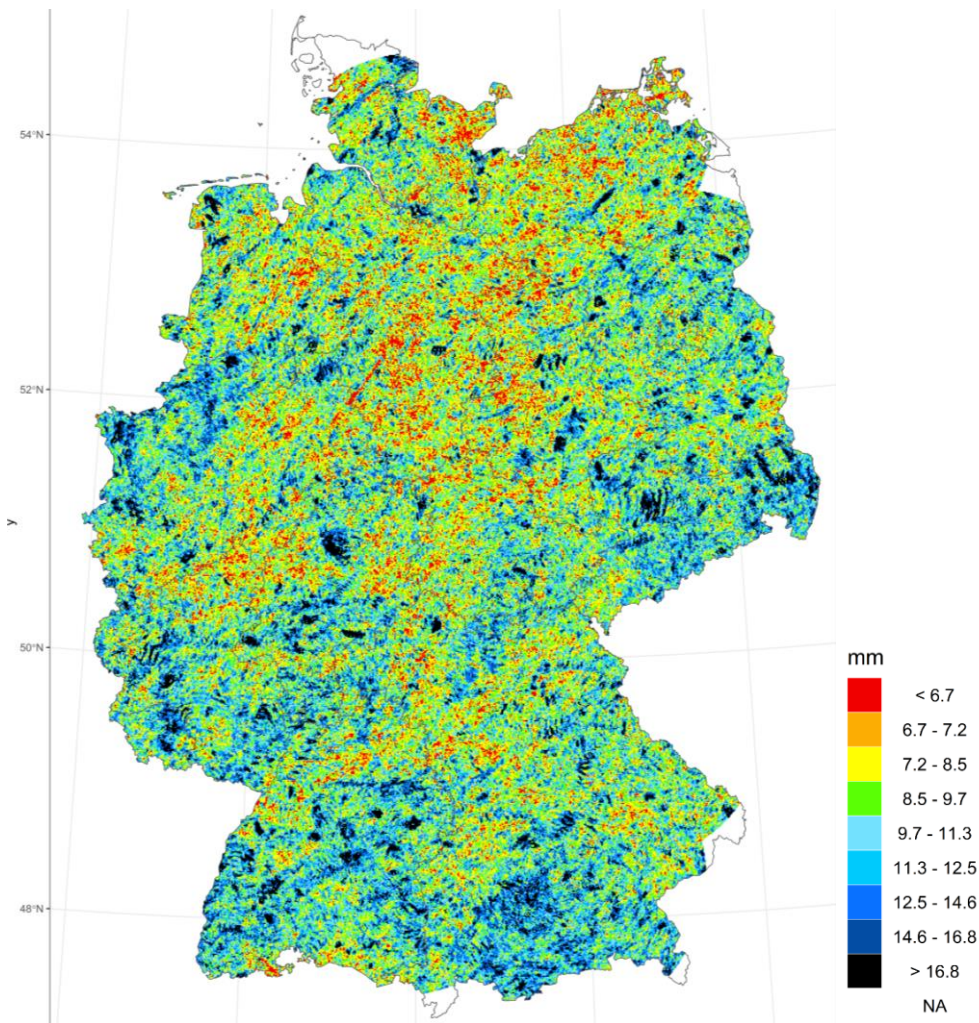 54°N
52°N
y
50°N
48°N
mm
< 6.7
6.7 - 7.2
7.2 - 8.5
8.5 - 9.7
9.7 - 11.3
11.3 - 12.5
12.5 - 14.6
14.6 - 16.8
> 16.8
NA